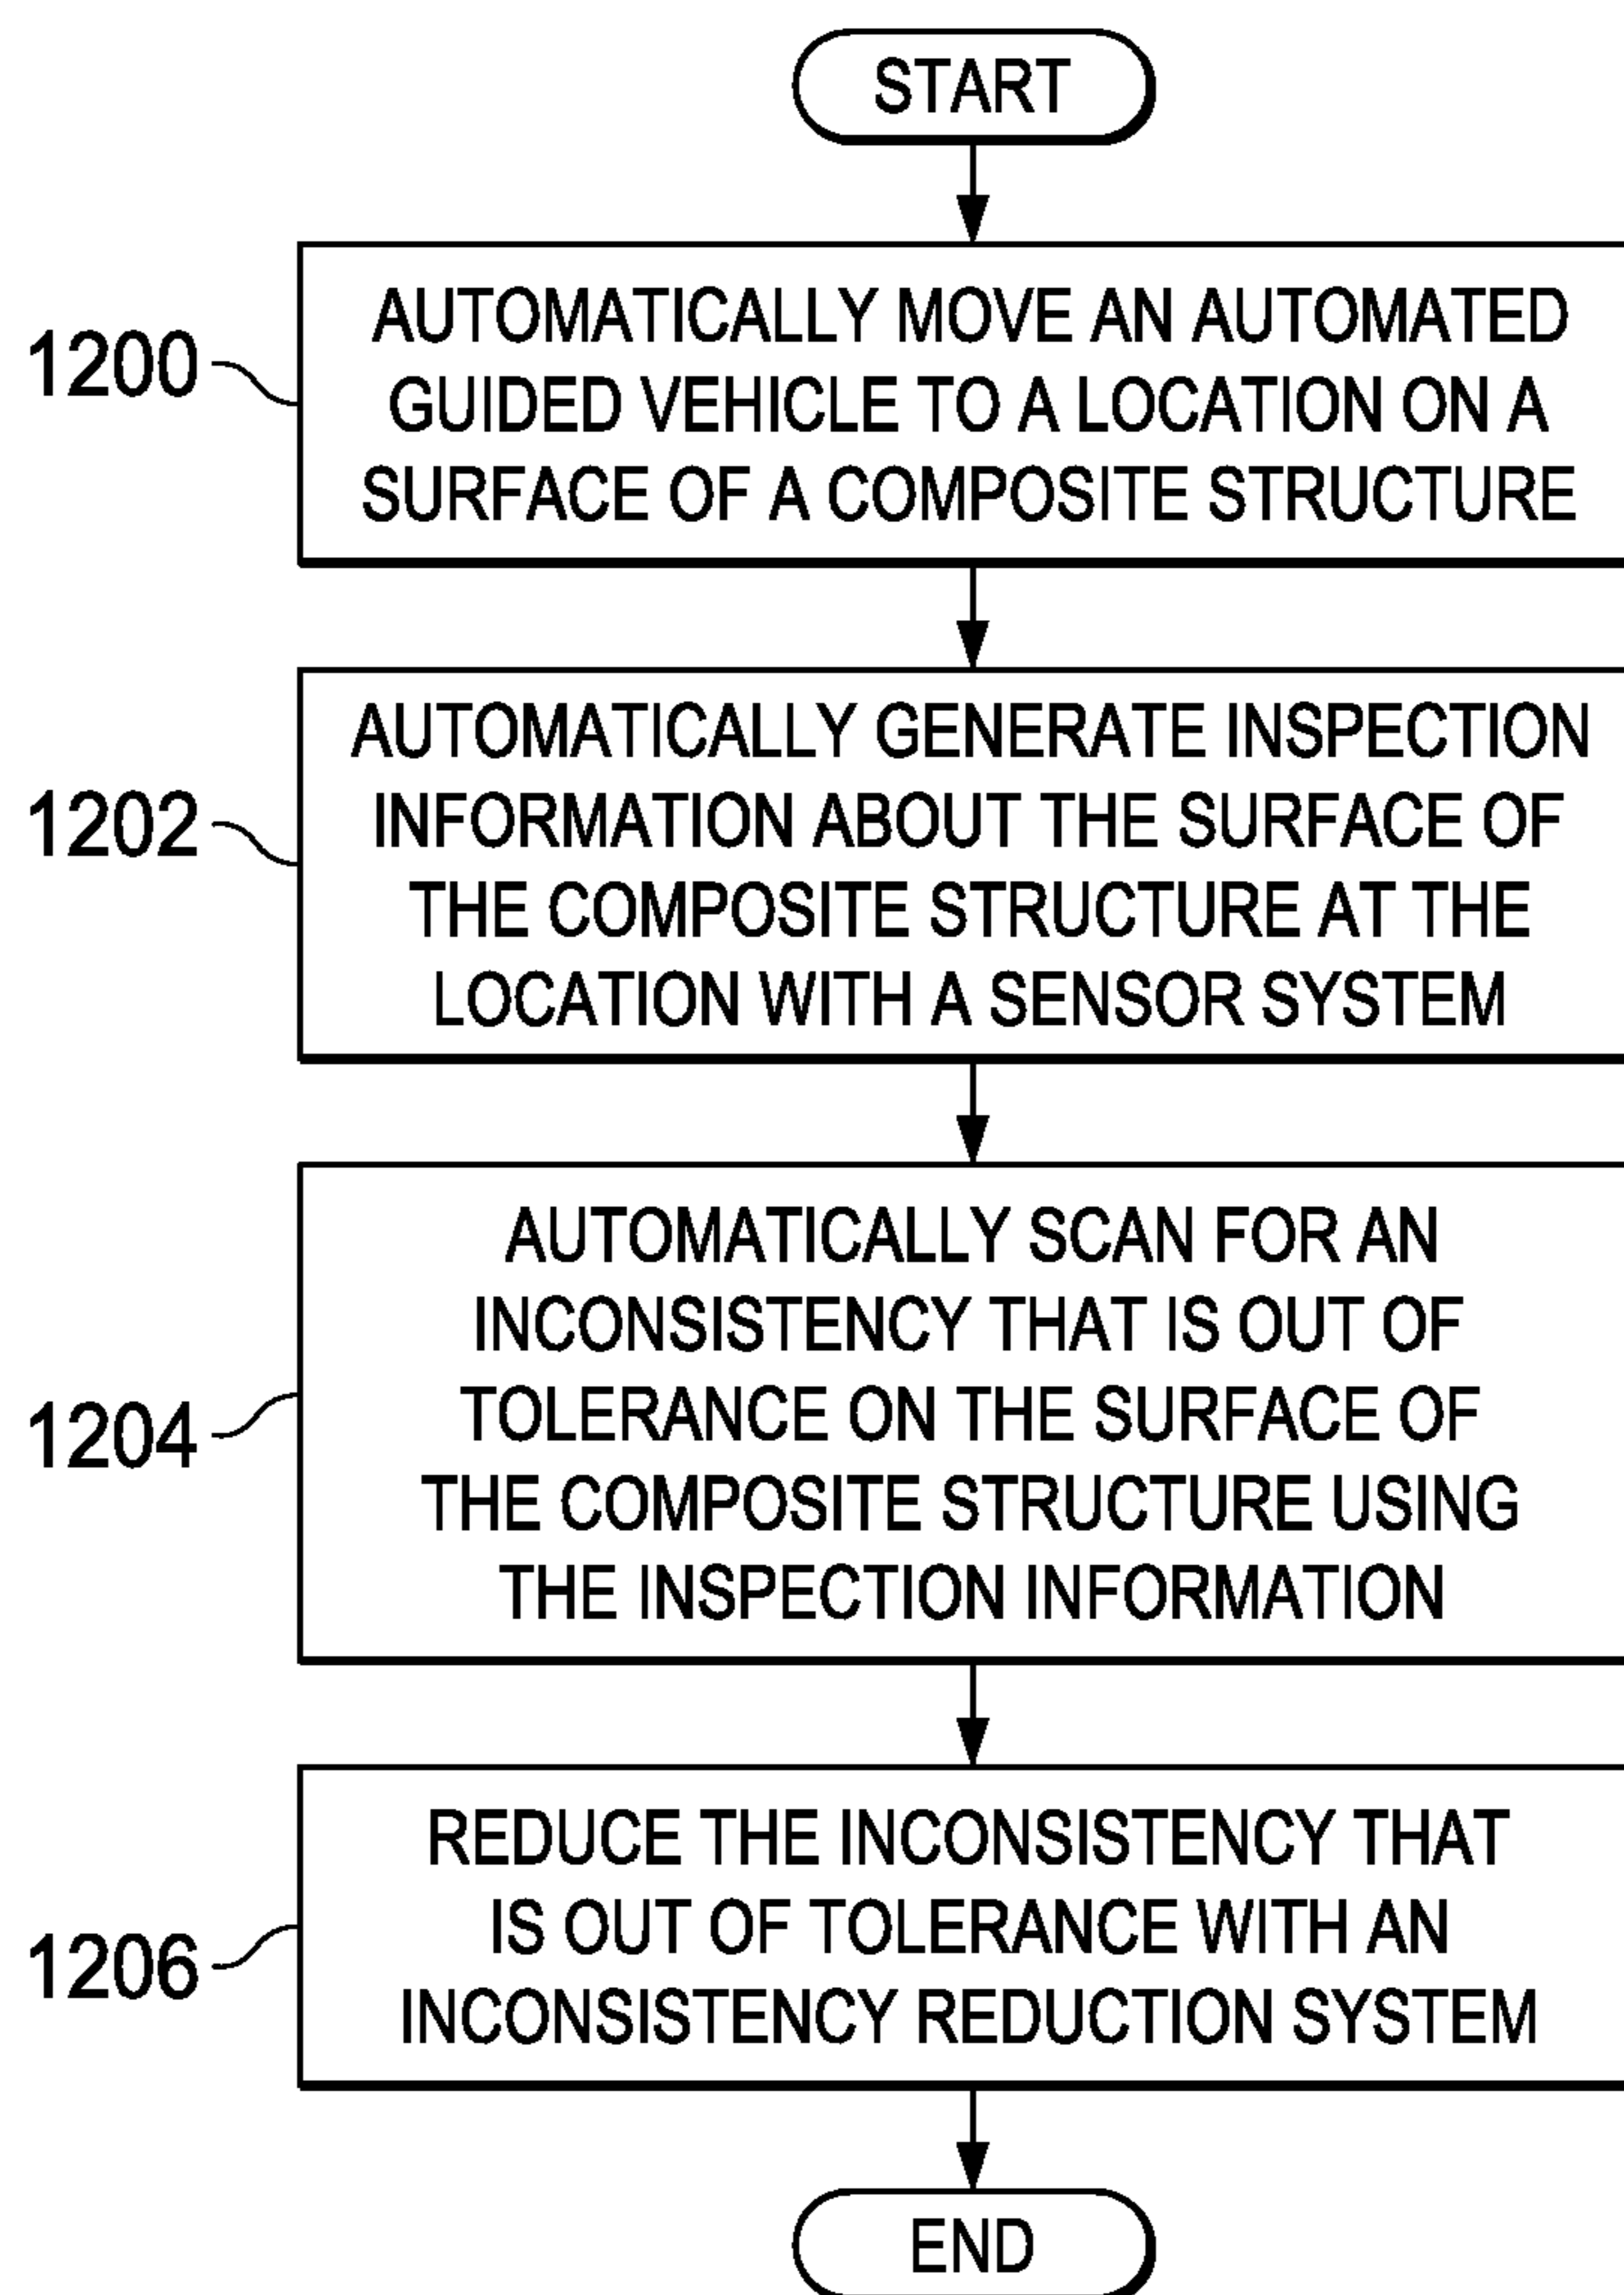 START
1200
AUTOMATICALLY MOVE AN AUTOMATED
GUIDED VEHICLE TO A LOCATION ON A
SURFACE OF A COMPOSITE STRUCTURE
1202
AUTOMATICALLY GENERATE INSPECTION
INFORMATION ABOUT THE SURFACE OF
THE COMPOSITE STRUCTURE AT THE
LOCATION WITH A SENSOR SYSTEM
1204
AUTOMATICALLY SCAN FOR AN
INCONSISTENCY THAT IS OUT OF
TOLERANCE ON THE SURFACE OF
THE COMPOSITE STRUCTURE USING
THE INSPECTION INFORMATION
1206
REDUCE THE INCONSISTENCY THAT
IS OUT OF TOLERANCE WITH AN
INCONSISTENCY REDUCTION SYSTEM
END